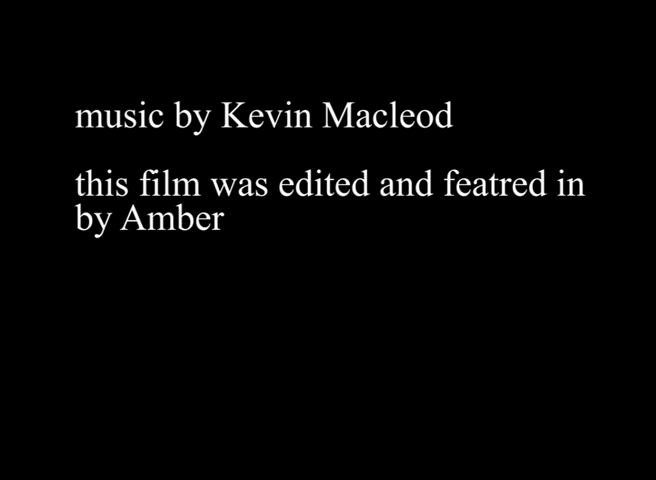 music by Kevin Macleod
this film was edited and featred in
by Amber